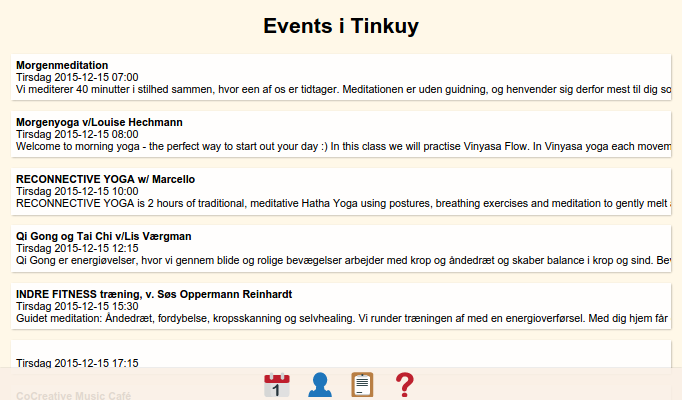 Events i Tinkuy
Morgenmeditation
Tirsdag 2015-12-15 07:00
Vi mediterer 40 minutter i stilhed sammen, hvor een af os er tidtager. Meditationen er uden guidning, og henvender sig derfor mest til dig so
Morgenyoga v/Louise Hechmann
Tirsdag 2015-12-15 08:00
Welcome to morning yoga - the perfect way to start out your day :) In this class we will practise Vinyasa Flow. In Vinyasa yoga each movem
RECONNECTIVE YOGA w/ Marcello
Tirsdag 2015-12-15 10:00
RECONNECTIVE YOGA is 2 hours of traditional, meditative Hatha Yoga using postures, breathing exercises and meditation to gently melt
Qi Gong og Tai Chi v/Lis Værgman
Tirsdag 2015-12-15 12:15
Qi Gong er energiøvelser, hvor vi gennem blide og rolige bevægelser arbejder med krop og åndedræt og skaber balance i krop og sind. Bev
INDRE FITNESS træning, v. Søs Oppermann Reinhardt
Tirsdag 2015-12-15 15:30
Guidet meditation: Åndedræt, fordybelse, kropsskanning og selvhealing. Vi runder træningen af med en energioverførsel. Med dig hjem får
Tirsdag 2015-12-15 17:15
1
?
CoCreative Music Café